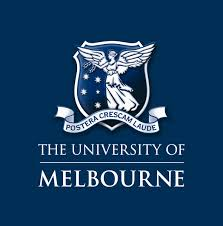 POSTERA CRESCAM LAUDE
THE UNIVERSITY OF
MELBOURNE